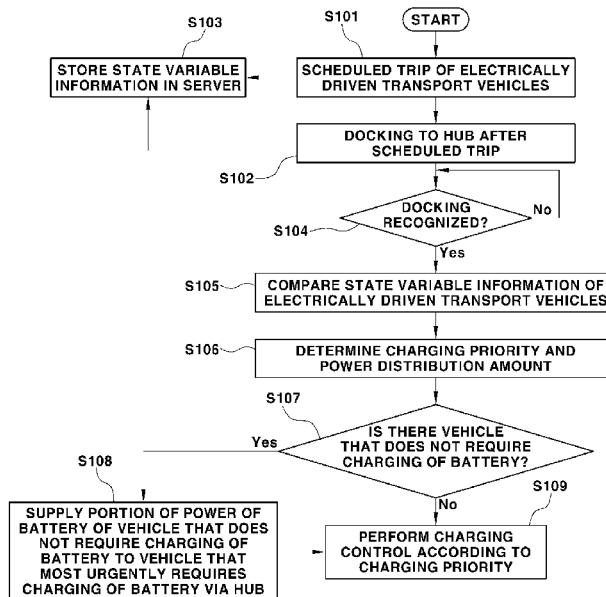 START
S101
SCHEDULED TRIP OF ELECTRICALLY
DRIVEN TRANSPORT VEHICLES
S103
STORE STATE VARIABLE
INFORMATION IN SERVER
DOCKING TO HUB AFTER
SCHEDULED TRIP
S102
DOCKING
RECOGNIZED?
No
S104
Yes
S105
COMPARE STATE VARIABLE INFORMATION OF
ELECTRICALLY DRIVEN TRANSPORT VEHICLES
S106
DETERMINE CHARGING PRIORITY AND
POWER DISTRIBUTION AMOUNT
S107
IS THERE VEHICLE
THAT DOES NOT REQUIRE
CHARGING OF BATTERY?
Yes
No
S108
SUPPLY PORTION OF POWER OF
BATTERY OF VEHICLE THAT DOES
NOT REQUIRE CHARGING OF
BATTERY TO VEHICLE THAT
MOST URGENTLY REQUIRES
CHARGING OF BATTERY VIA HUB
S109
PERFORM CHARGING
CONTROL ACCORDING TO
CHARGING PRIORITY